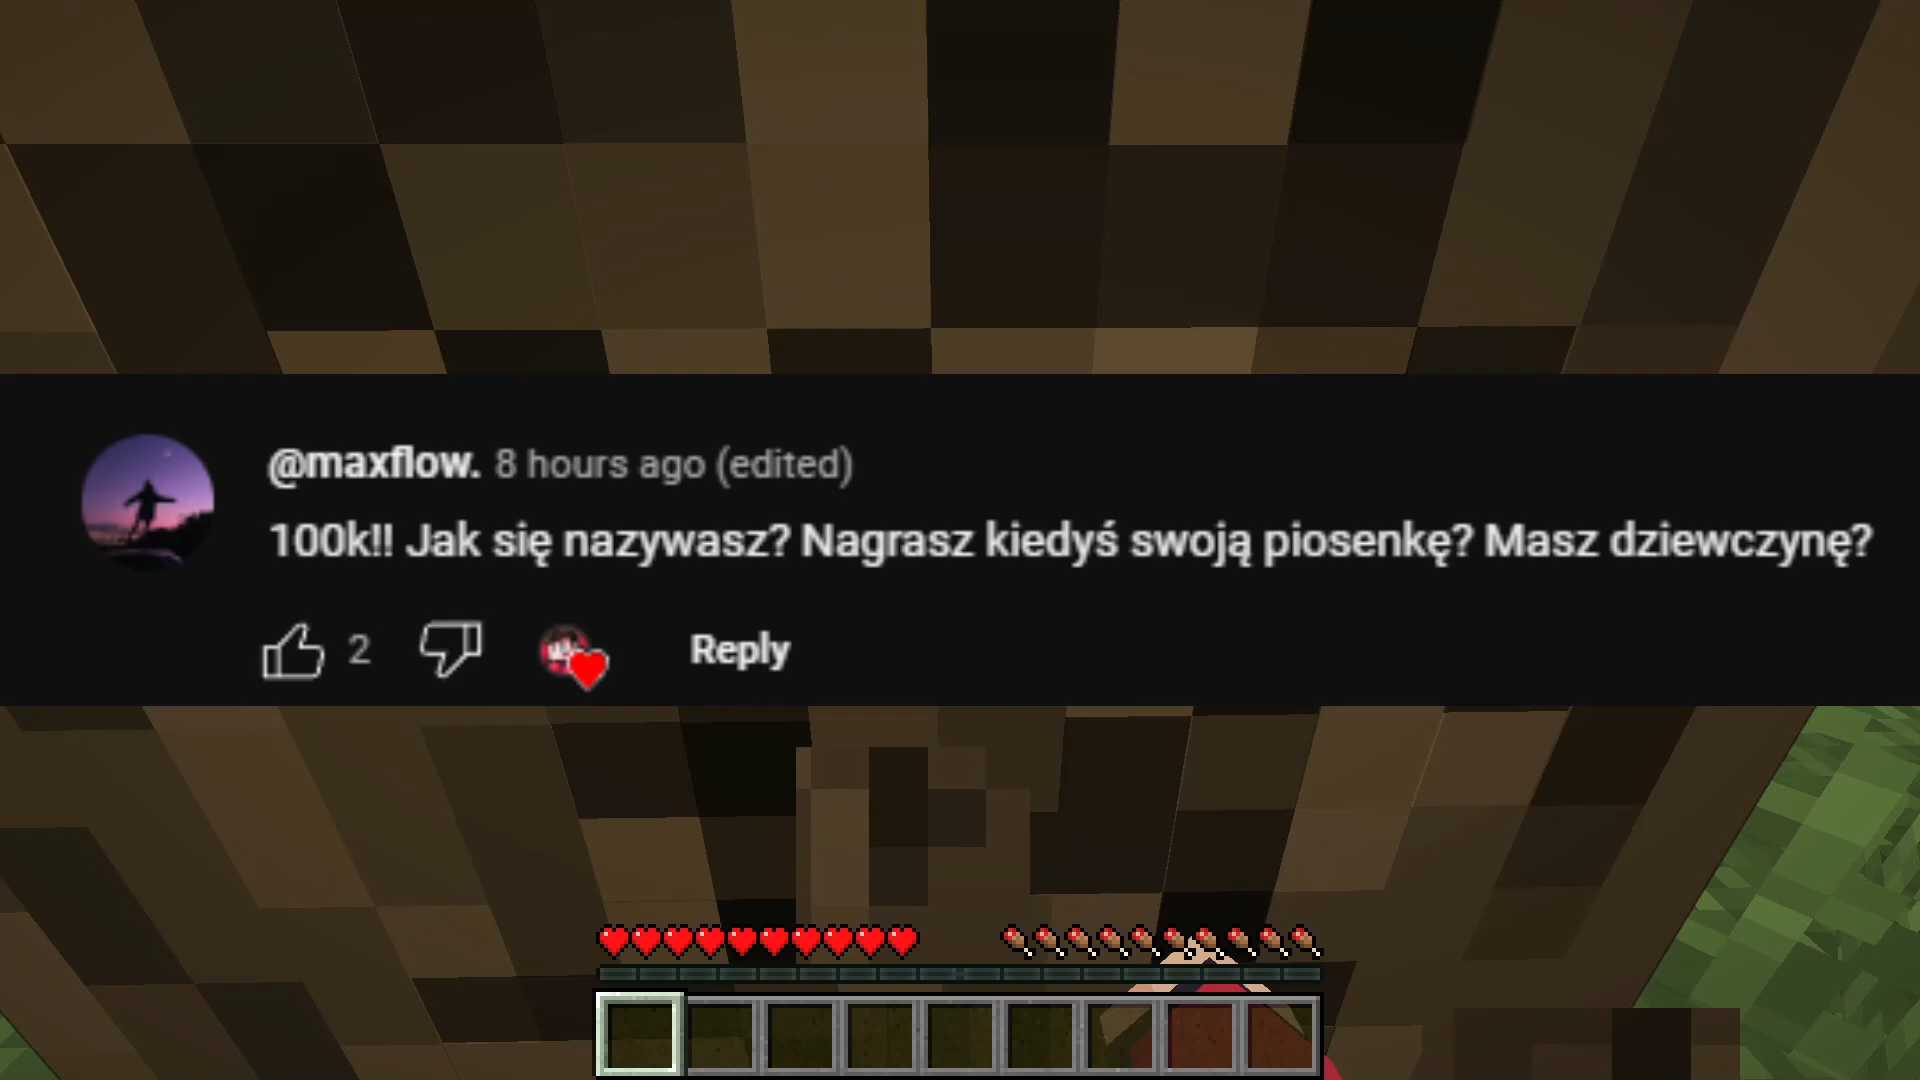 @maxflow. 8 hours ago (edited)
100k!! Jak się nazywasz? Nagrasz kiedyś swoją piosenkę? Masz dziewczynę?
2 Reply